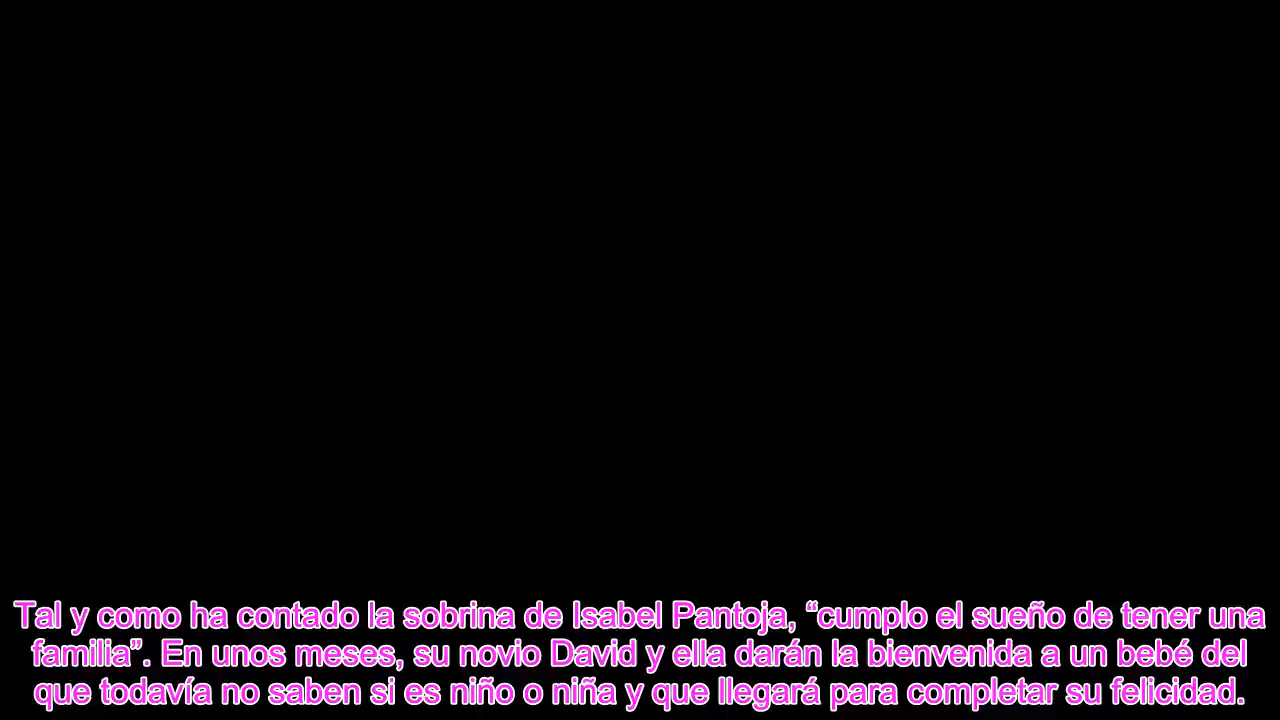 Tal y como ha contado la sobrina de Isabel Pantoja, “cumplo el sueño de tener una
familia”. En unos meses, su novio David y ella darán la bienvenida a un bebé del
que todavía no saben si es niño o niña y que llegará para completar su felicidad.